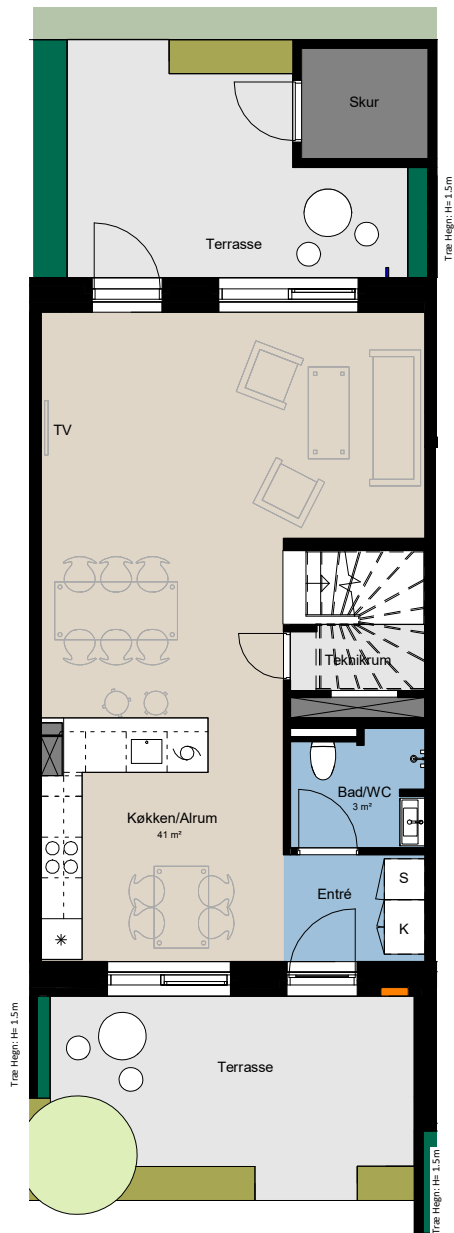 Skur
Træ Hegn: H= 1.5m
Terrasse
TV
Teknikrum
Bad/WC
3 m²
Køkken/Alrum
41 m²
S
Entré
K
Træ Hegn: H= 1.5m
Terrasse
Træ Hegn: H= 1.5m